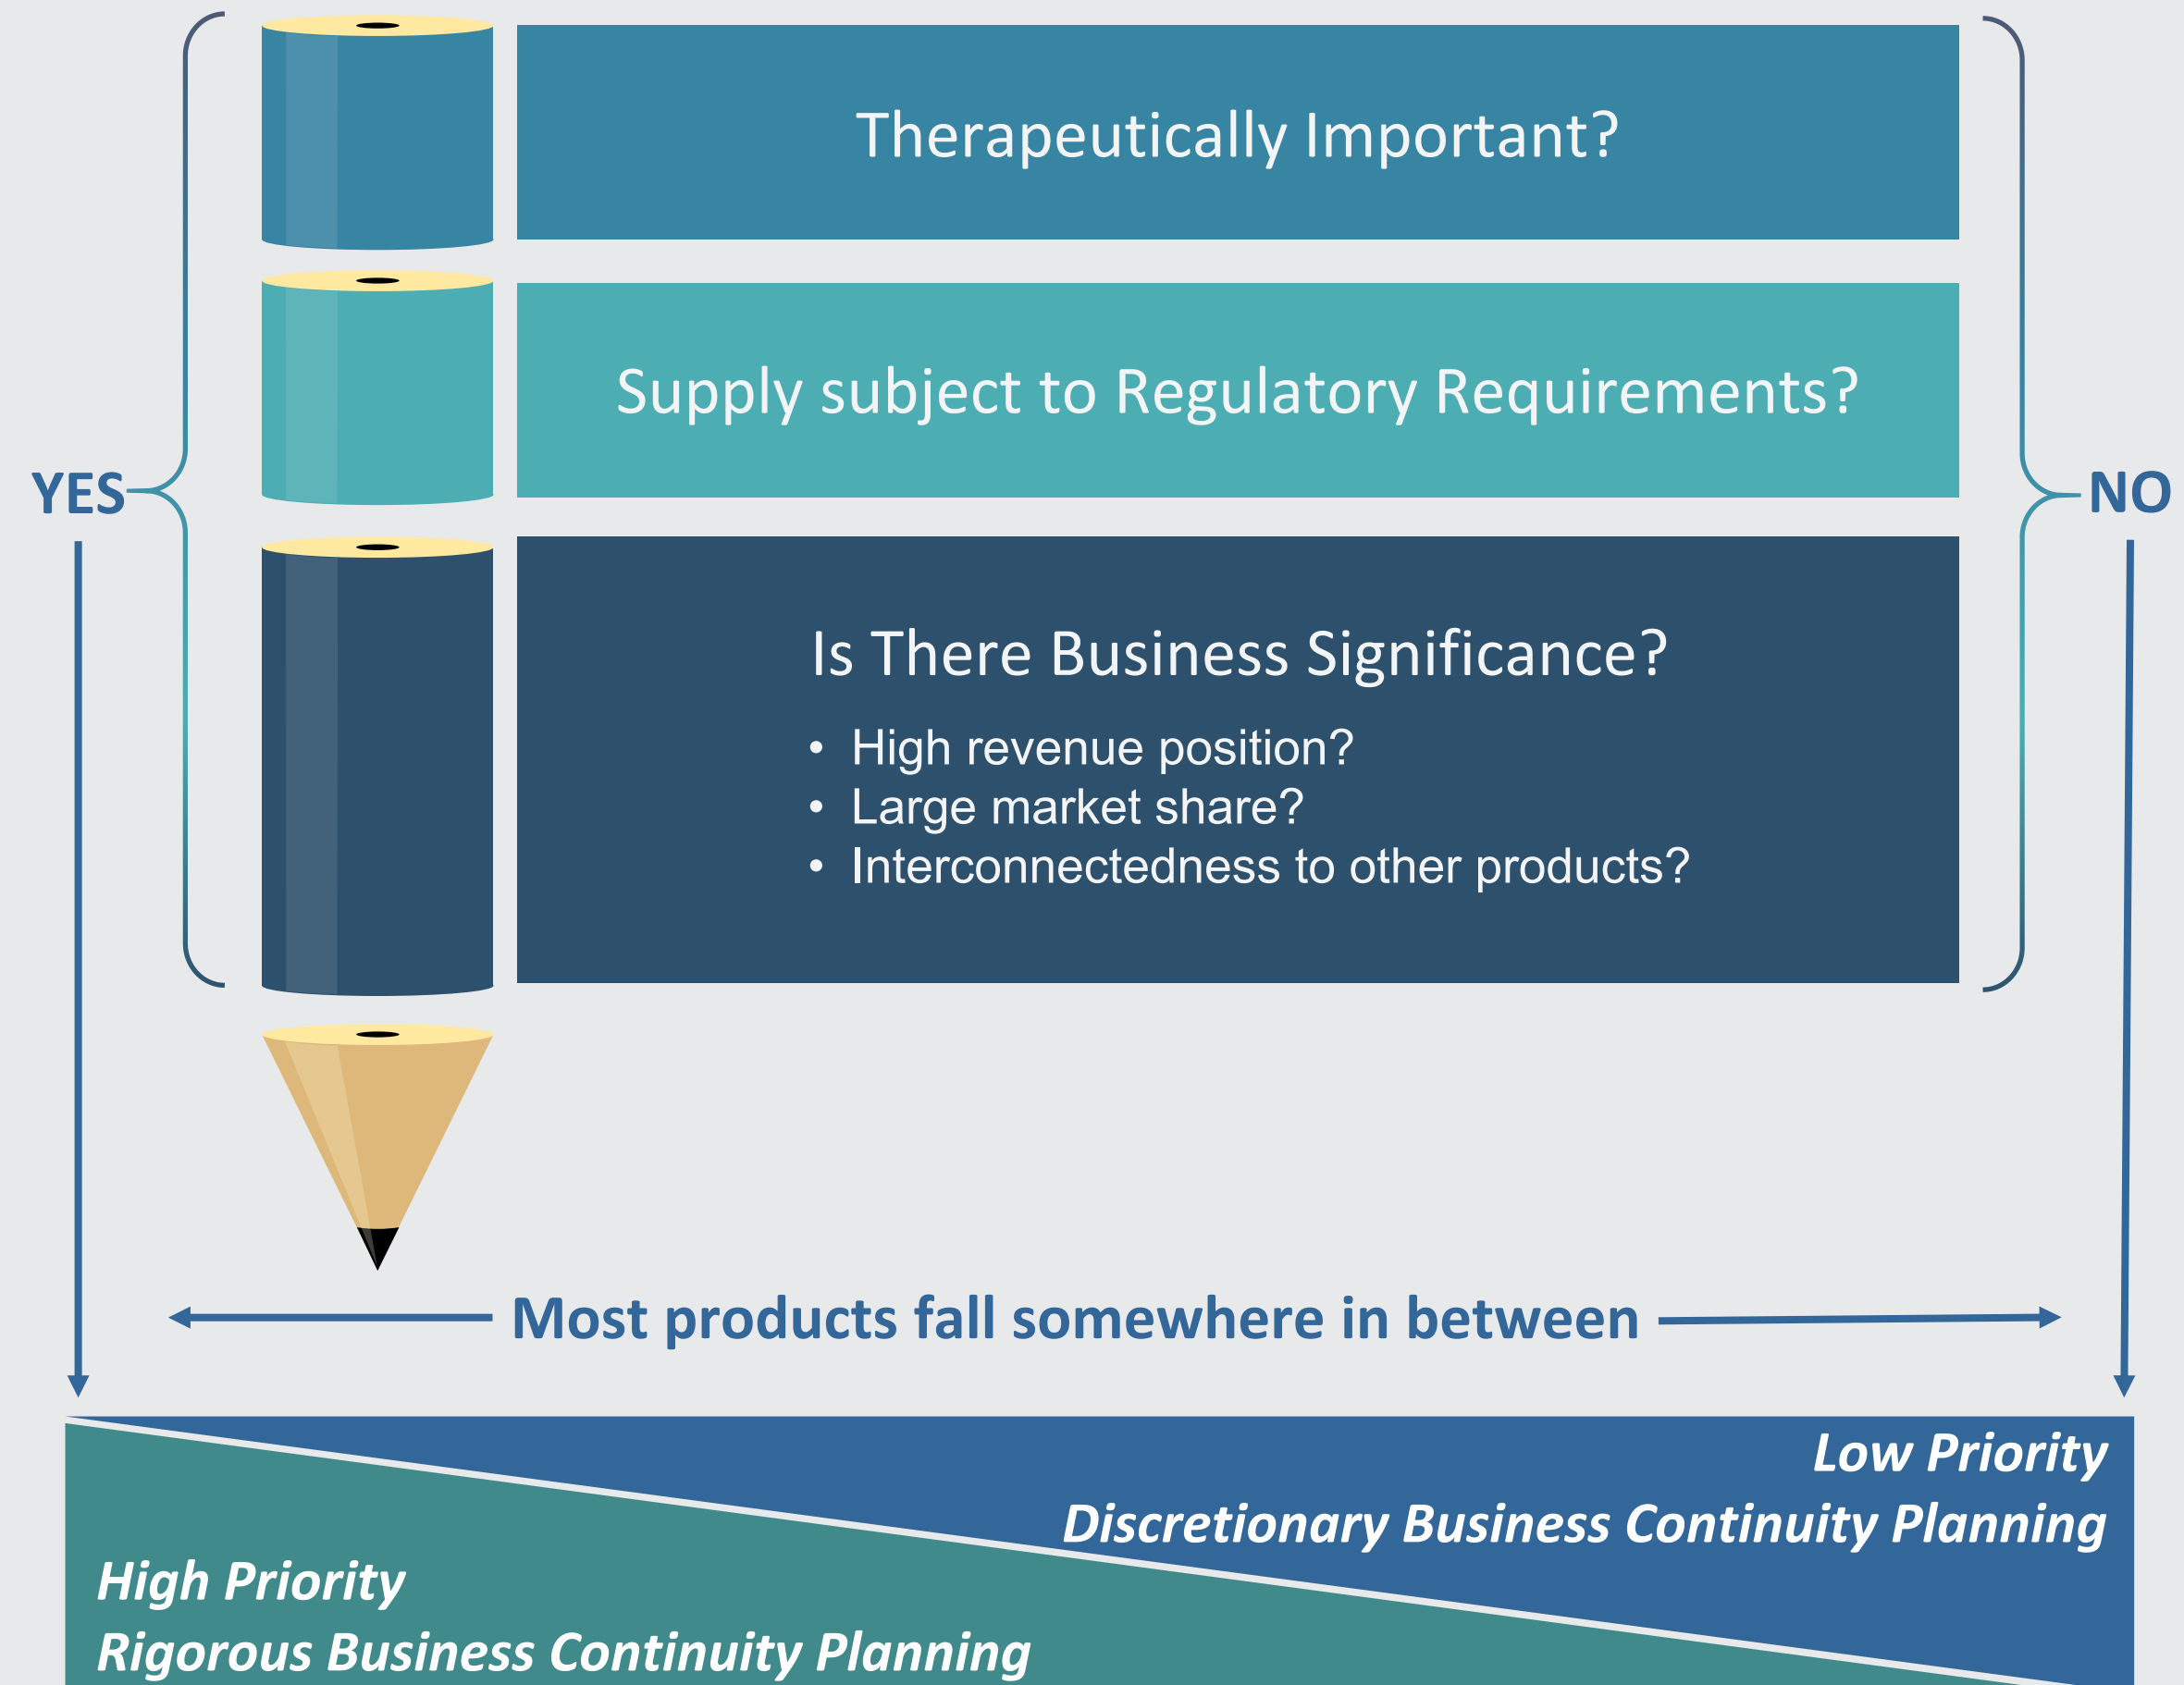 Therapeutically Important?
Supply subject to Regulatory Requirements?
YES
NO
Is There Business Significance?
• High revenue position?
• Large market share?
• Interconnectedness to other products?
Most products fall somewhere in between
Low Priority
Discretionary Business Continuity Planning
High Priority
Rigorous Business Continuity Planning